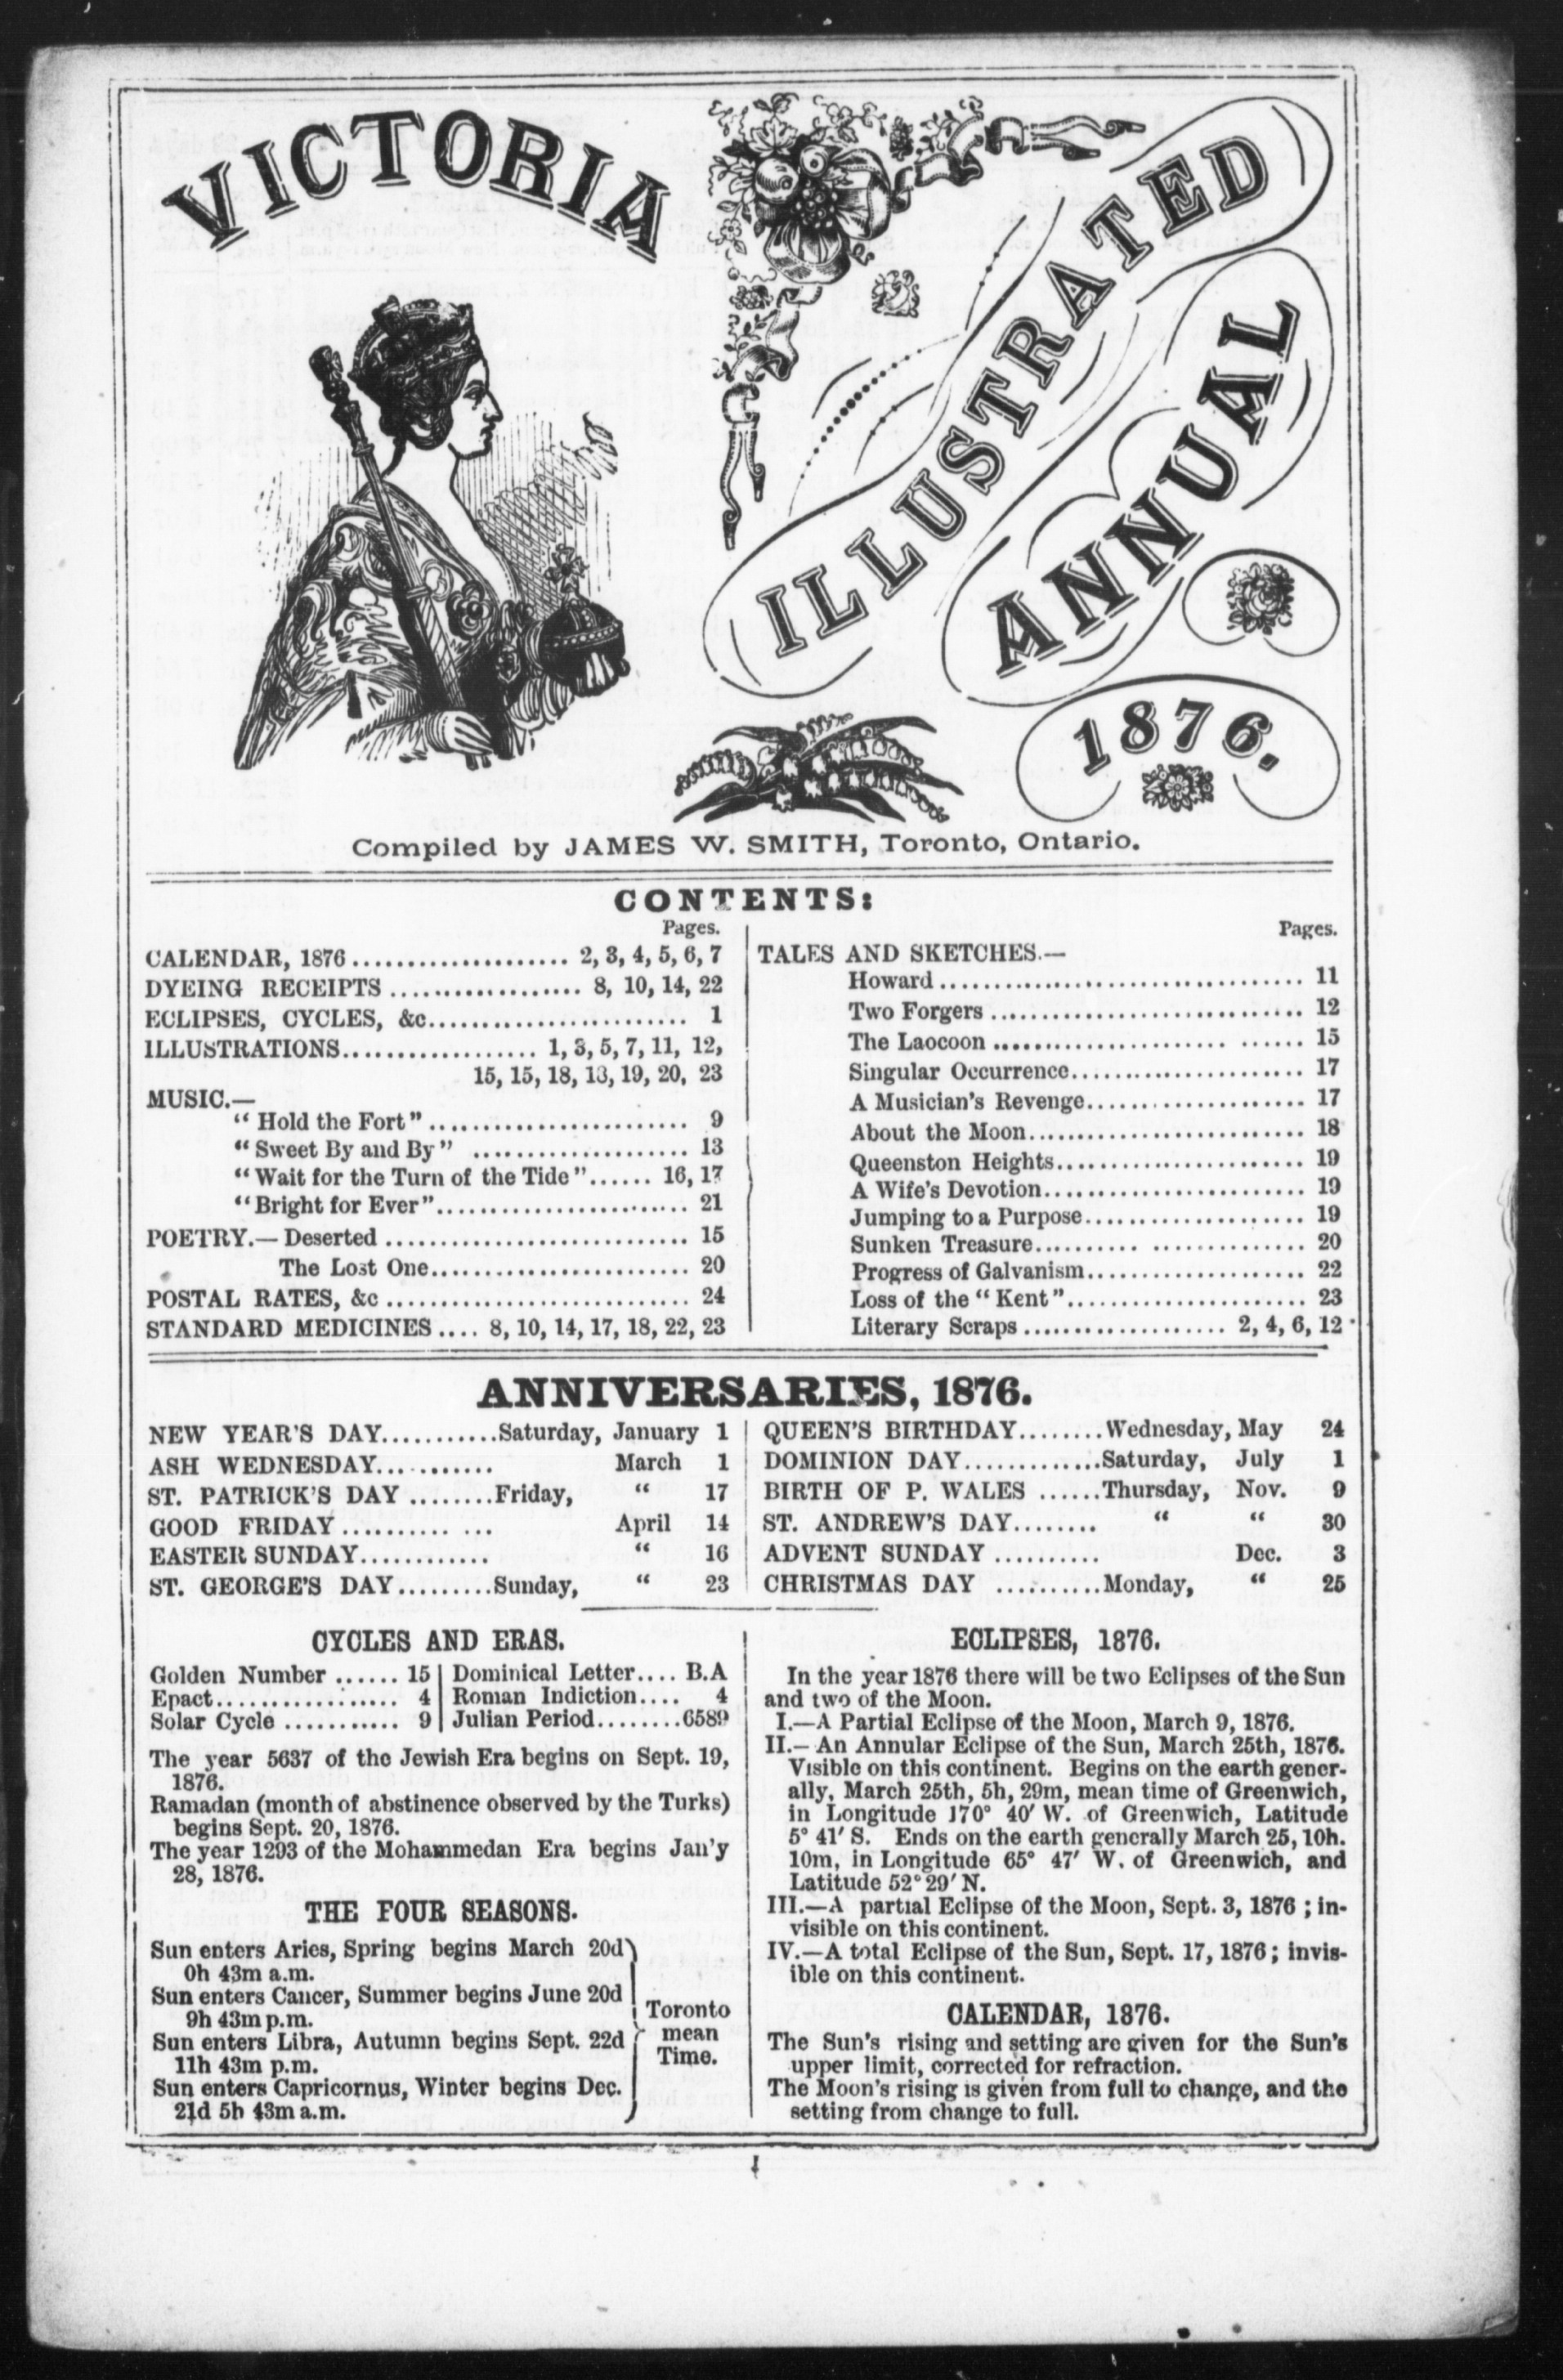 VICTORIA
ILLUSTRATED
ANNUAL
1876.
Compiled by JAMES W. SMITH, Toronto, Ontario.
CONTENTS:
Pages.
CALENDAR, 1876 .................... 2, 3, 4, 5, 6, 7
DYEING RECEIPTS .................. 8, 10, 14, 22
ECLIPSES, CYCLES, &c........................ 1
ILLUSTRATIONS.................. 1, 3, 5, 7, 11, 12,
15, 15, 18, 18, 19, 20, 23
MUSIC.—
"Hold the Fort" ........................ 9
"Sweet By and By" .................... 13
"Wait for the Turn of the Tide"...... 16, 17
"Bright for Ever"........................ 21
POETRY.— Deserted ............................ 15
The Lost One........................ 20
POSTAL RATES, &c ............................ 24
STANDARD MEDICINES .... 8, 10, 14, 17, 18, 22, 23
Pages.
TALES AND SKETCHES.—
Howard .................................. 11
Two Forgers ............................. 12
The Laocoon ............................. 15
Singular Occurrence...................... 17
A Musician's Revenge..................... 17
About the Moon.......................... 18
Queenston Heights....................... 19
A Wife's Devotion........................ 19
Jumping to a Purpose..................... 19
Sunken Treasure.......... .............. 20
Progress of Galvanism.................... 22
Loss of the "Kent"....................... 23
Literary Scraps ................... 2, 4, 6, 12
ANNIVERSARIES, 1876.
NEW YEAR'S DAY...........Saturday, January 1
ASH WEDNESDAY........... March 1
ST. PATRICK'S DAY ........Friday, " 17
GOOD FRIDAY .......... ... April 14
EASTER SUNDAY............ " 16
ST. GEORGE'S DAY.........Sunday, " 23
QUEEN'S BIRTHDAY........Wednesday, May 24
DOMINION DAY.............Saturday, July 1
BIRTH OF P. WALES ......Thursday, Nov. 9
ST. ANDREW'S DAY........ " " 30
ADVENT SUNDAY .......... Dec. 3
CHRISTMAS DAY ..........Monday, " 25
CYCLES AND ERAS.
Golden Number ...... 15 | Dominical Letter.... B.A
Epact.................. 4 | Roman Indiction.... 4
Solar Cycle ........... 9 | Julian Period........6589
The year 5637 of the Jewish Era begins on Sept. 19,
1876.
Ramadan (month of abstinence observed by the Turks)
begins Sept. 20, 1876.
The year 1293 of the Mohammedan Era begins Jan'y
28, 1876.
THE FOUR SEASONS.
Sun enters Aries, Spring begins March 20d
0h 43m a.m.
Sun enters Cancer, Summer begins June 20d
9h 43m p.m.
Sun enters Libra, Autumn begins Sept. 22d
11h 43m p.m.
Sun enters Capricornus, Winter begins Dec.
21d 5h 43m a.m.
Toronto
mean
Time.
ECLIPSES, 1876.
In the year 1876 there will be two Eclipses of the Sun
and two of the Moon.
I.—A Partial Eclipse of the Moon, March 9, 1876.
II.—An Annular Eclipse of the Sun, March 25th, 1876.
Visible on this continent. Begins on the earth gener-
ally, March 25th, 5h, 29m, mean time of Greenwich,
in Longitude 170° 40′ W. of Greenwich, Latitude
5° 41′ S. Ends on the earth generally March 25, 10h.
10m, in Longitude 65° 47′ W. of Greenwich, and
Latitude 52° 29′ N.
III.—A partial Eclipse of the Moon, Sept. 3, 1876 ; in-
visible on this continent.
IV.—A total Eclipse of the Sun, Sept. 17, 1876 ; invis-
ible on this continent.
CALENDAR, 1876.
The Sun's rising and setting are given for the Sun's
upper limit, corrected for refraction.
The Moon's rising is given from full to change, and the
setting from change to full.
1